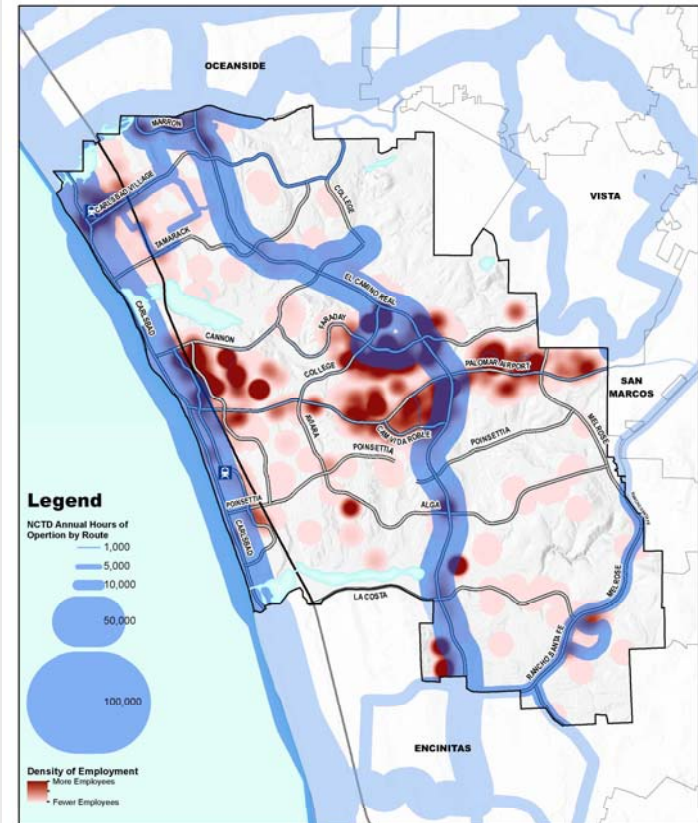 OCEANSIDE
MARRON
CARLSBAD VILLAGE
COLLEGE
VISTA
TAMARACK
EL CAMINO REAL
CARLSBAD
CANNON
FARADAY
COLLEGE
PALOMAR AIRPORT
SAN
MARCOS
AVIARA
CAM VIDA ROBLE
POINSETTIA
POINSETTIA
MELROSE
Legend
NCTD Annual Hours of
Opertion by Route
1,000
5,000
10,000
50,000
100,000
POINSETTIA
CARLSBAD
ALGA
LA COSTA
MELROSE
RANCHO SANTA FE
ENCINITAS
Density of Employment
More Employees
Fewer Employees